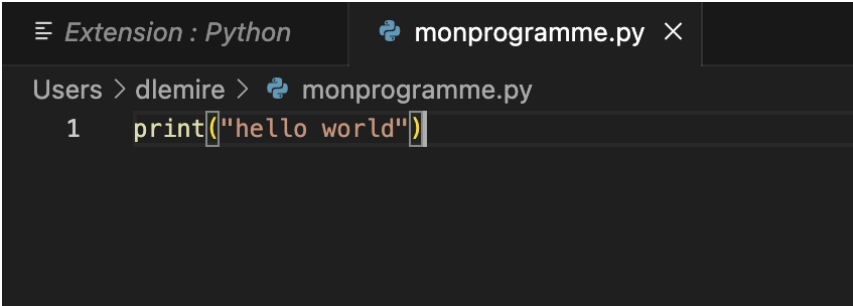 Extension : Python monprogramme.py
Users > dlemire > monprogramme.py
1 print("hello world")